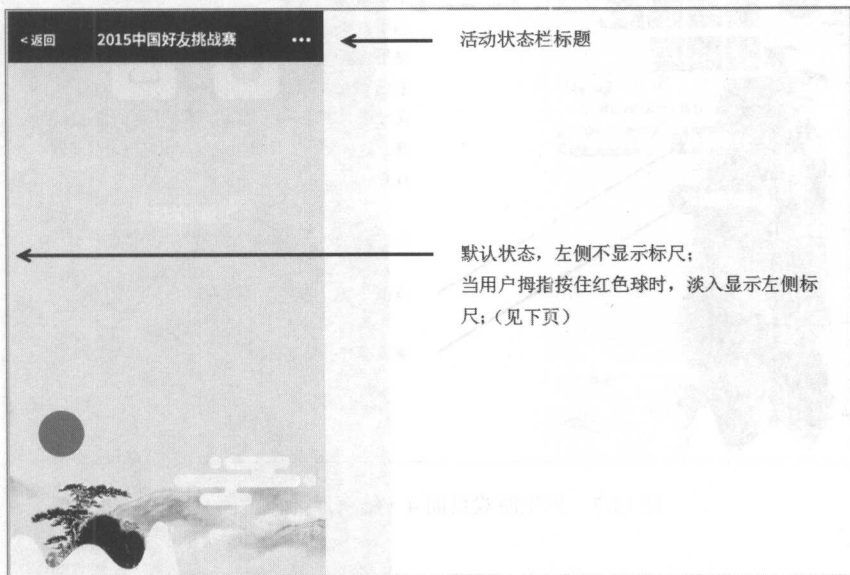 <返回 2015中国好友挑战赛 •••
活动状态栏标题
默认状态，左侧不显示标尺；
当用户拇指按住红色球时，淡入显示左侧标
尺；（见下页）